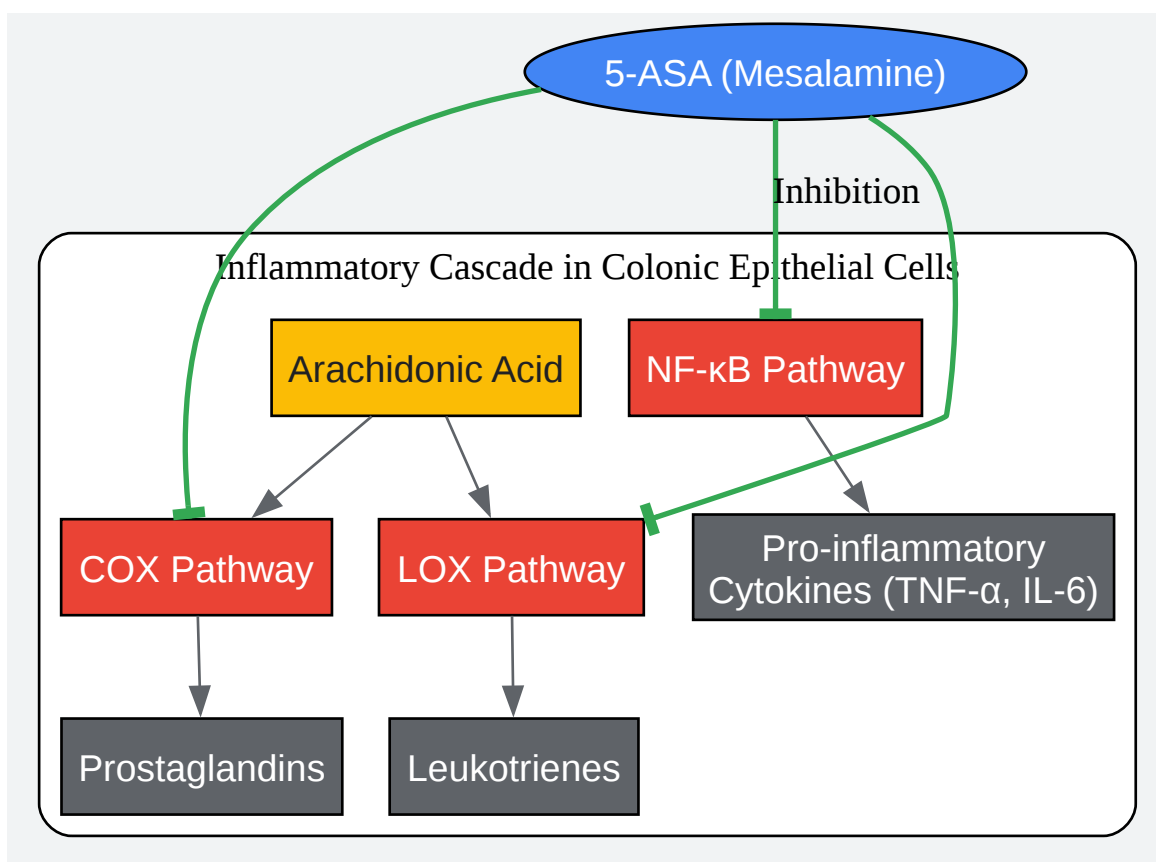 5-ASA (Mesalamine)
Inhibition
Inflammatory Cascade in Colonic Epithelial Cells
Arachidonic Acid
NF-κB Pathway
COX Pathway
LOX Pathway
Pro-inflammatory
Cytokines (TNF-α, IL-6)
Prostaglandins
Leukotrienes